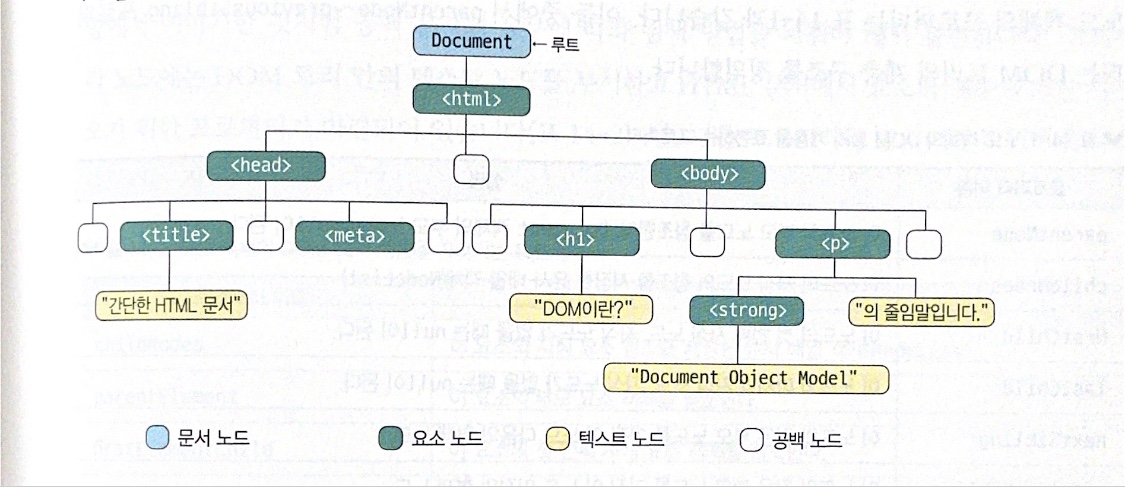 Document ← 루트
<html>
<head>
<body>
<title>
<meta>
<h1>
<p>
"간단한 HTML 문서"
"DOM이란?"
<strong>
"의 줄임말입니다."
"Document Object Model"
문서 노드 요소 노드 텍스트 노드 공백 노드